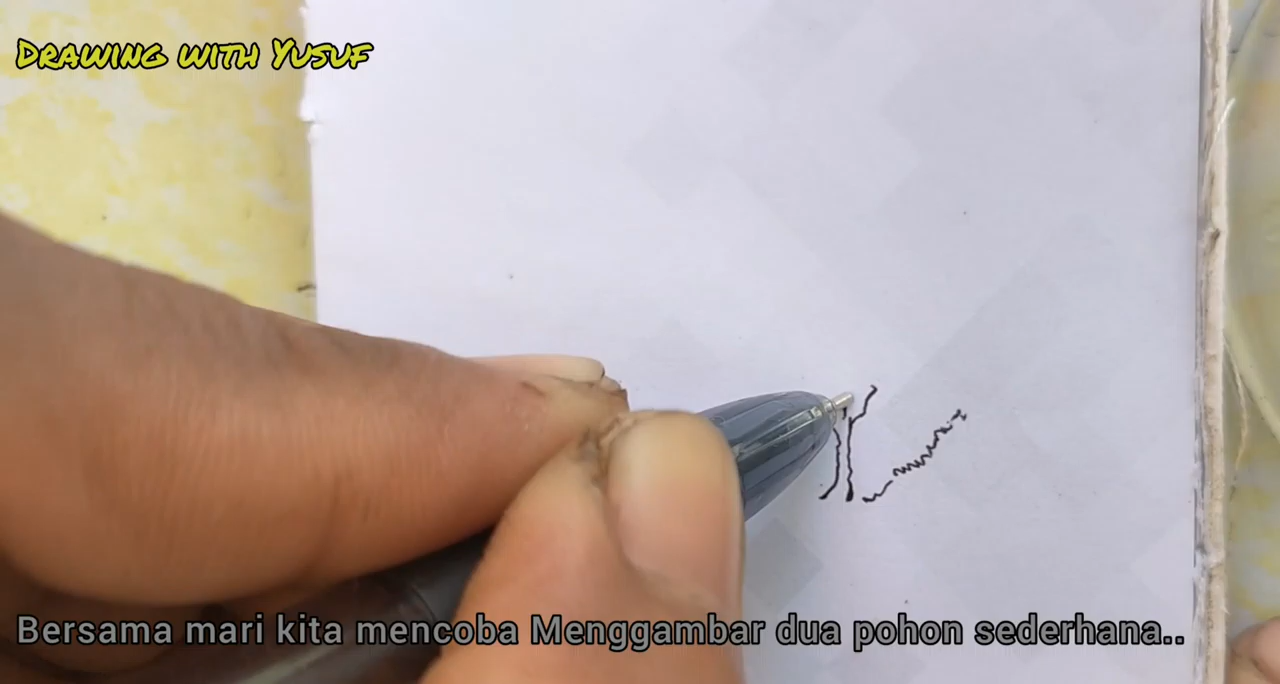 Drawing with Yusuf
Bersama mari kita mencoba Menggambar dua pohon sederhana..